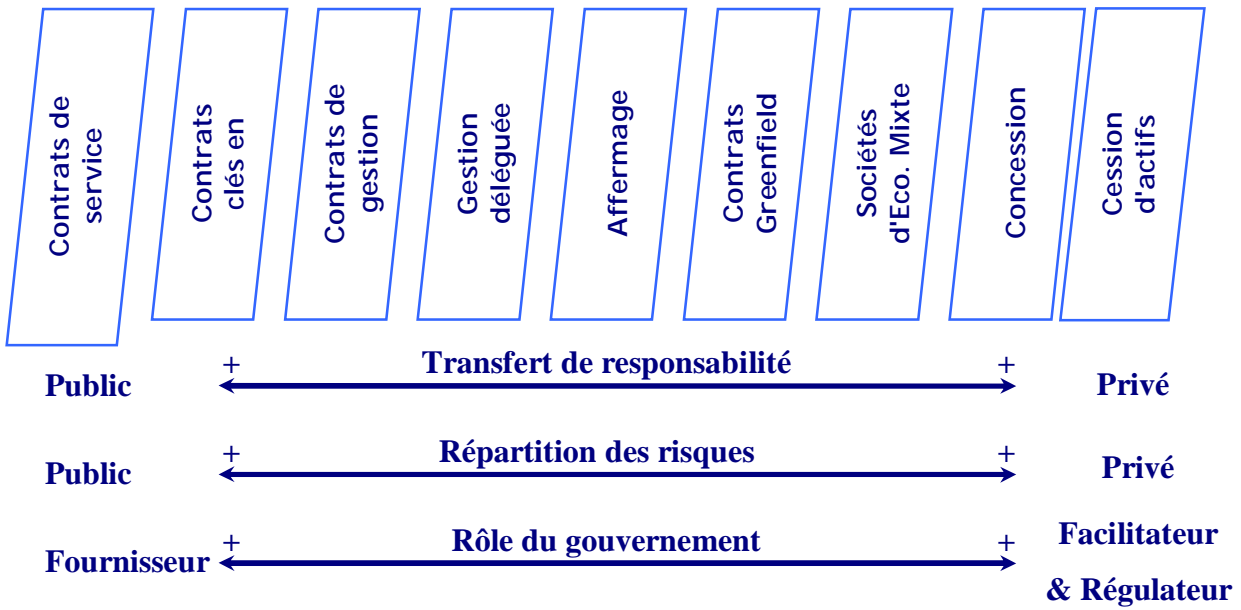 Contrats de
service
Contrats
clés en
Contrats de
gestion
Gestion
déléguée
Affermage
Contrats
Greenfield
Sociétés
d'Eco. Mixte
Concession
Cession
d'actifs
+ Transfert de responsabilité +
Public Privé
+ Répartition des risques +
Public Privé
+ Rôle du gouvernement + Facilitateur
Fournisseur
& Régulateur